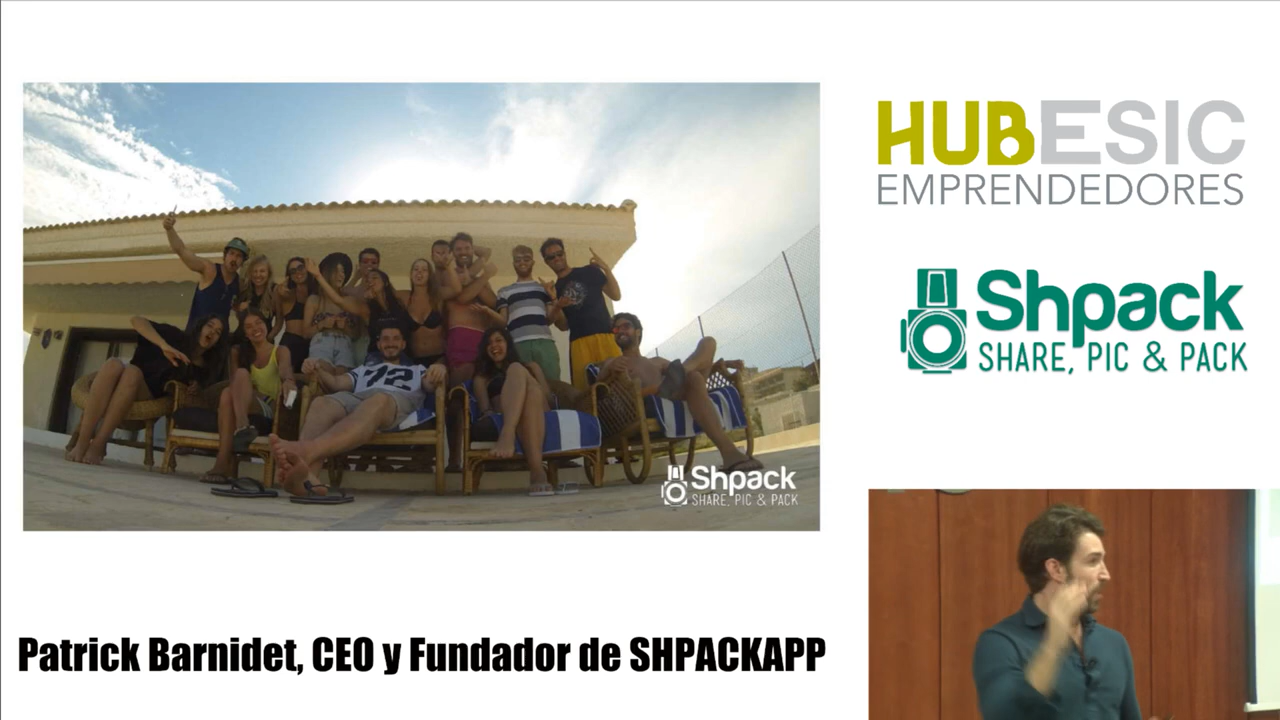 HUBESIC
EMPRENDEDORES
Shpack
SHARE, PIC & PACK
72
Shpack
SHARE, PIC & PACK
Patrick Barnidet, CEO y Fundador de SHPACKAPP